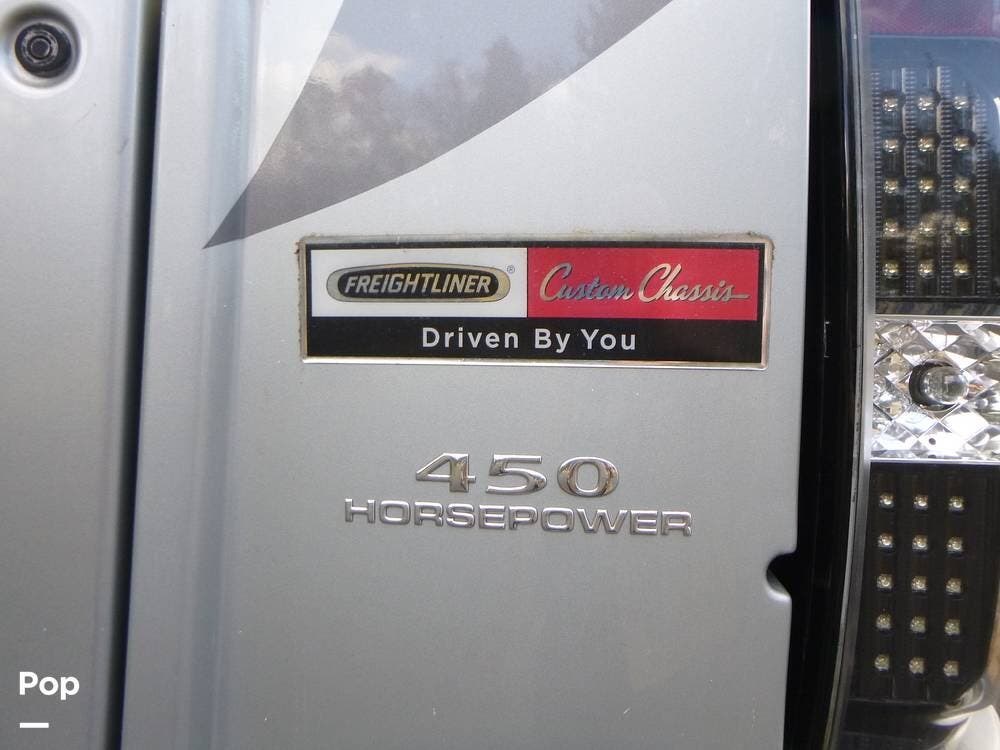 FREIGHTLINER® Custom Chassis
Driven By You
450
HORSEPOWER
Pop